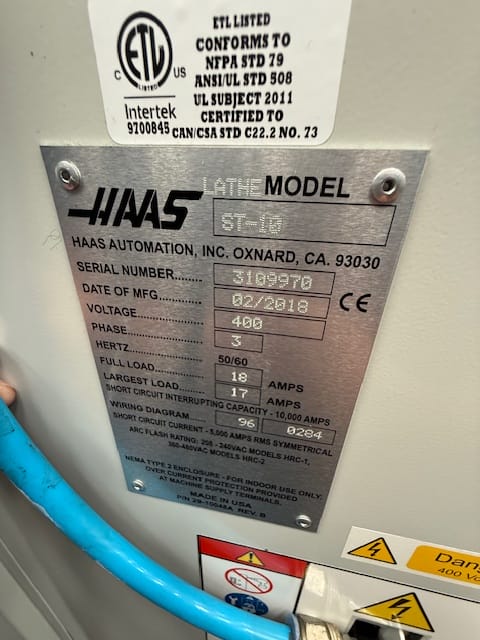 ETL LISTED
CONFORMS TO
NFPA STD 79
ANSI/UL STD 508
UL SUBJECT 2011
CERTIFIED TO
CAN/CSA STD C22.2 NO. 73
ETL
LISTED
C US
Intertek
9700845
LATHE MODEL
HAAS ST-10
HAAS AUTOMATION, INC. OXNARD, CA. 93030
SERIAL NUMBER........ 3109970
DATE OF MFG........... 02/2018 CE
VOLTAGE................ 400
PHASE.................... 3
HERTZ.................... 50/60
FULL LOAD.............. 18 AMPS
LARGEST LOAD......... 17 AMPS
SHORT CIRCUIT INTERRUPTING CAPACITY - 10,000 AMPS
WIRING DIAGRAM 96 0284
SHORT CIRCUIT CURRENT - 5,000 AMPS RMS SYMMETRICAL
ARC FLASH RATING: 208 - 240VAC MODELS HRC-1,
380-480VAC MODELS HRC-2
NEMA TYPE 2 ENCLOSURE - FOR INDOOR USE ONLY.
OVER CURRENT PROTECTION PROVIDED
AT MACHINE SUPPLY TERMINALS.
MADE IN USA
P/N 29-10048A REV. B
400